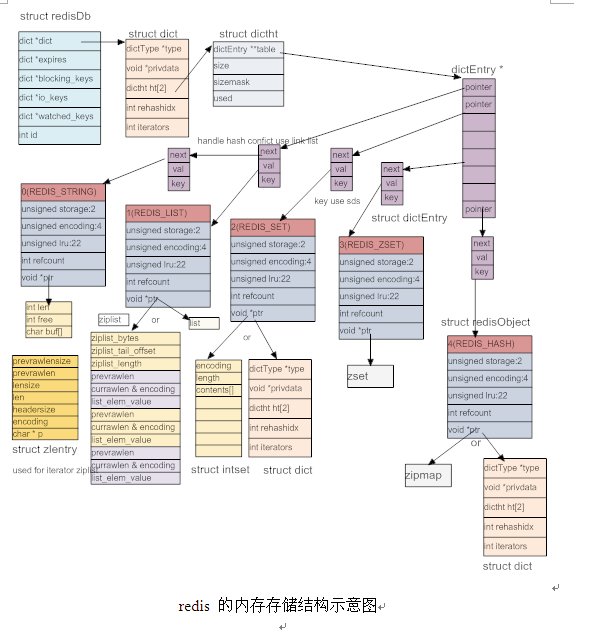 struct redisDb
dict *dict
dict *expires
dict *blocking_keys
dict *io_keys
dict *watched_keys
int id
struct dict
dictType *type
void *privdata
dictht ht[2]
int rehashidx
int iterators
struct dictht
dictEntry **table
size
sizemask
used
dictEntry *
pointer
pointer
pointer
handle hash confict use link list
next
val
key
next
val
key
next
val
key
key use sds
next
val
key
struct dictEntry
next
val
key
0(REDIS_STRING)
unsigned storage:2
unsigned encoding:4
unsigned lru:22
int refcount
void *ptr
1(REDIS_LIST)
unsigned storage:2
unsigned encoding:4
unsigned lru:22
int refcount
void *ptr
2(REDIS_SET)
unsigned storage:2
unsigned encoding:4
unsigned lru:22
int refcount
void *ptr
3(REDIS_ZSET)
unsigned storage:2
unsigned encoding:4
unsigned lru:22
int refcount
void *ptr
struct redisObject
4(REDIS_HASH)
unsigned storage:2
unsigned encoding:4
unsigned lru:22
int refcount
void *ptr
int len
int free
char buf[]
ziplist
or
list
ziplist_bytes
ziplist_tail_offset
ziplist_length
prevrawlen
currawlen & encoding
list_elem_value
prevrawlen
currawlen & encoding
list_elem_value
prevrawlen
currawlen & encoding
list_elem_value
prevrawlensize
prevrawlen
lensize
len
headersize
encoding
char * p
struct zlentry
used for iterator ziplist
or
encoding
length
contents[]
struct intset
dictType *type
void *privdata
dictht ht[2]
int rehashidx
int iterators
struct dict
zset
or
zipmap
dictType *type
void *privdata
dictht ht[2]
int rehashidx
int iterators
struct dict
redis 的内存存储结构示意图